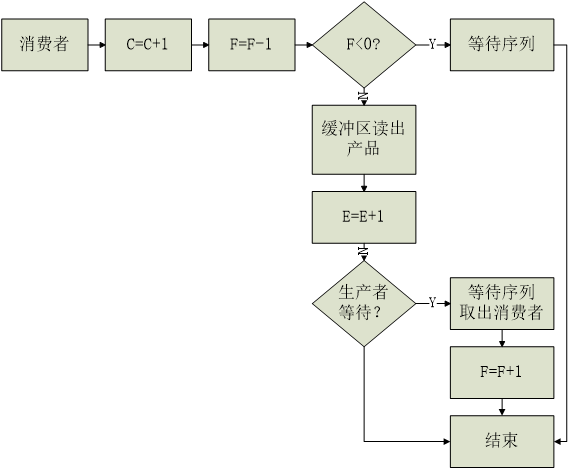 消费者
C=C+1
F=F-1
F<0?
Y
等待序列
N
缓冲区读出
产品
E=E+1
N
生产者
等待？
Y
等待序列
取出消费者
F=F+1
结束